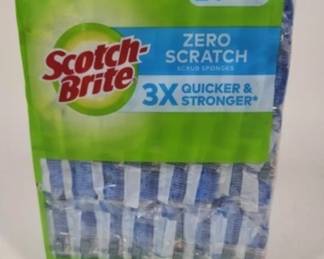 Scotch-
Brite
ZERO
SCRATCH
SCRUB SPONGES
3X QUICKER &
STRONGER*